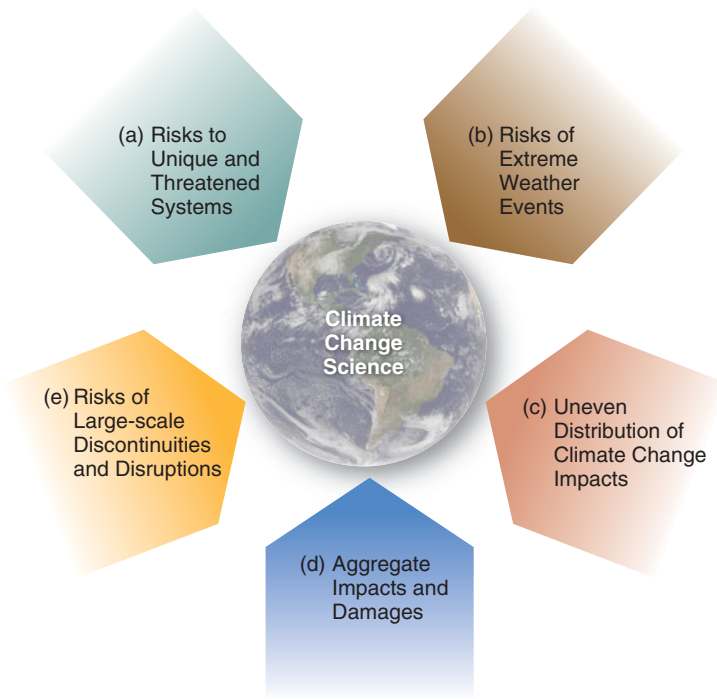 (a) Risks to
Unique and
Threatened
Systems
(b) Risks of
Extreme
Weather
Events
Climate
Change
Science
(c) Uneven
Distribution of
Climate Change
Impacts
(d) Aggregate
Impacts and
Damages
(e) Risks of
Large-scale
Discontinuities
and Disruptions